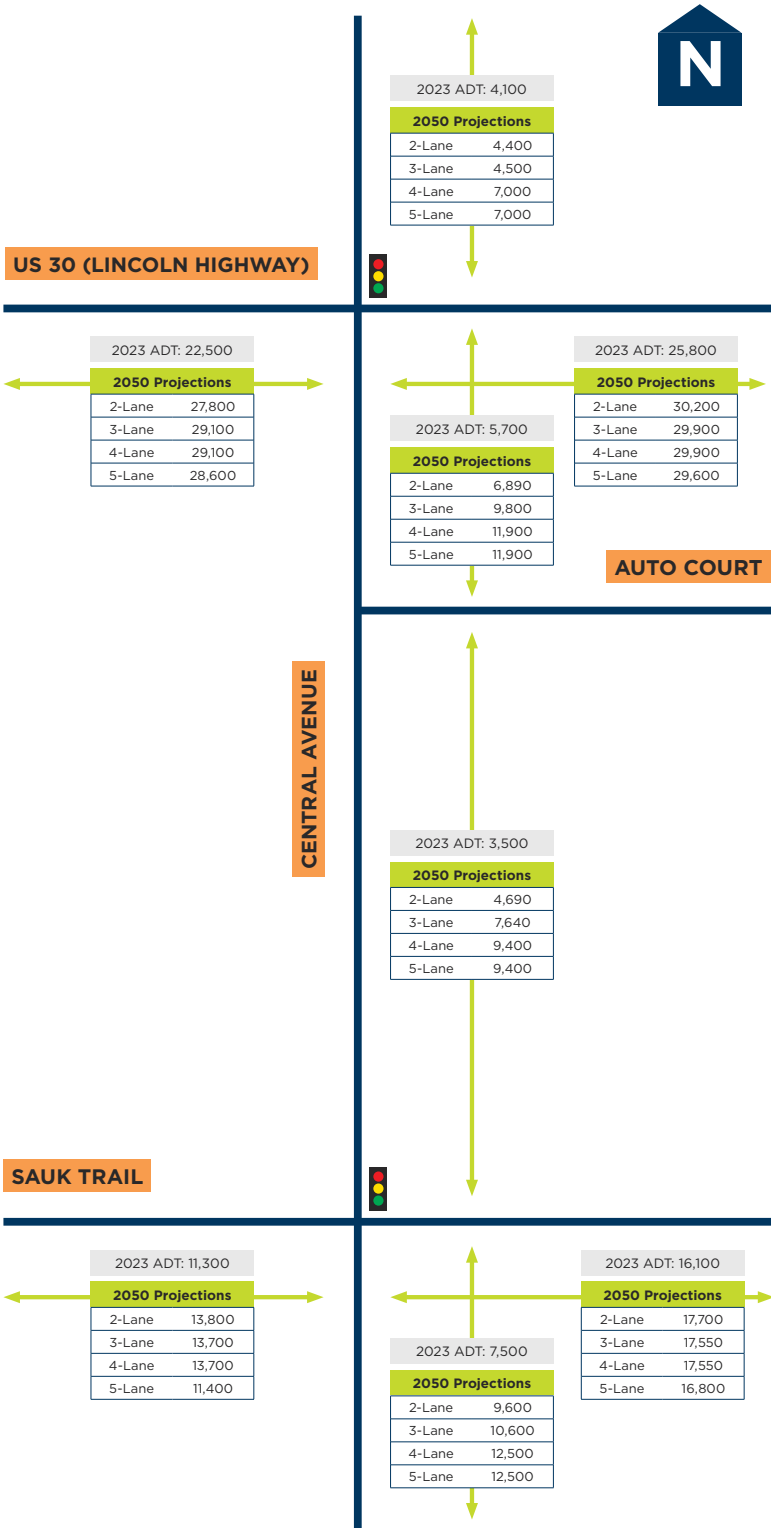 N
2023 ADT: 4,100
2050 Projections
2-Lane 4,400
3-Lane 4,500
4-Lane 7,000
5-Lane 7,000
US 30 (LINCOLN HIGHWAY)
2023 ADT: 22,500
2050 Projections
2-Lane 27,800
3-Lane 29,100
4-Lane 29,100
5-Lane 28,600
2023 ADT: 5,700
2050 Projections
2-Lane 6,890
3-Lane 9,800
4-Lane 11,900
5-Lane 11,900
2023 ADT: 25,800
2050 Projections
2-Lane 30,200
3-Lane 29,900
4-Lane 29,900
5-Lane 29,600
AUTO COURT
CENTRAL AVENUE
2023 ADT: 3,500
2050 Projections
2-Lane 4,690
3-Lane 7,640
4-Lane 9,400
5-Lane 9,400
SAUK TRAIL
2023 ADT: 11,300
2050 Projections
2-Lane 13,800
3-Lane 13,700
4-Lane 13,700
5-Lane 11,400
2023 ADT: 7,500
2050 Projections
2-Lane 9,600
3-Lane 10,600
4-Lane 12,500
5-Lane 12,500
2023 ADT: 16,100
2050 Projections
2-Lane 17,700
3-Lane 17,550
4-Lane 17,550
5-Lane 16,800